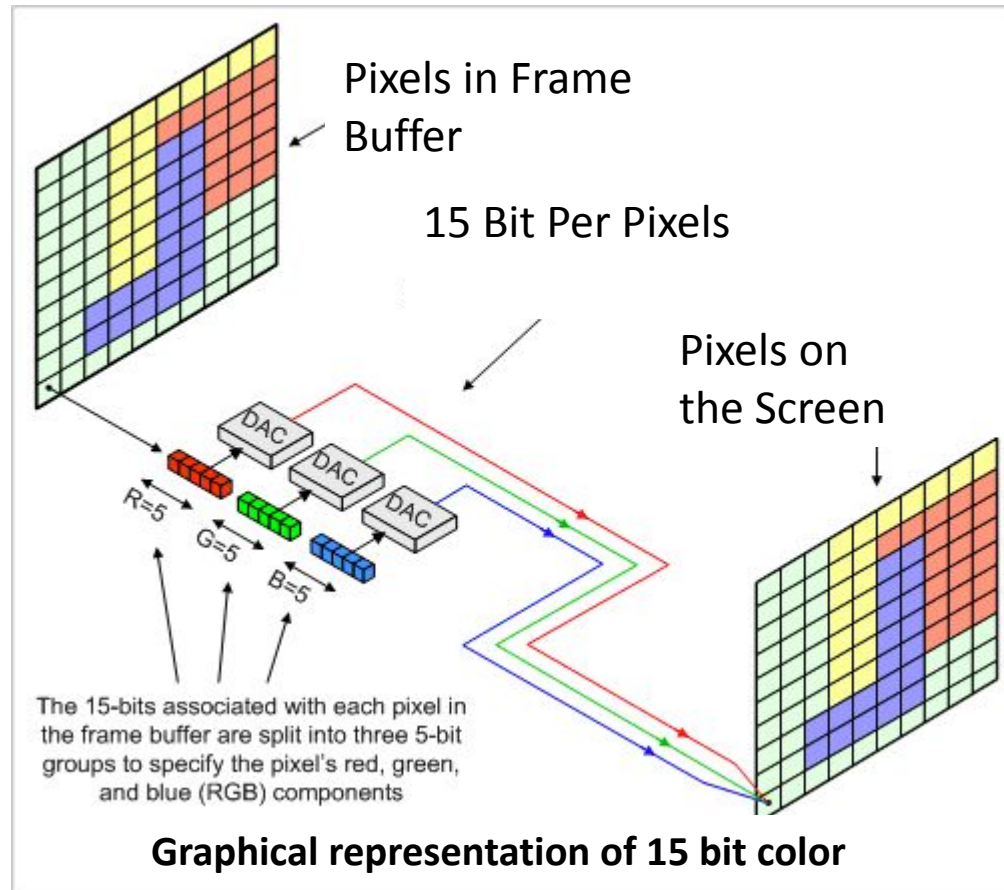 Pixels in Frame
Buffer
15 Bit Per Pixels
Pixels on
the Screen
DAC
DAC
DAC
R=5
G=5
B=5
The 15-bits associated with each pixel in
the frame buffer are split into three 5-bit
groups to specify the pixel's red, green,
and blue (RGB) components
Graphical representation of 15 bit color